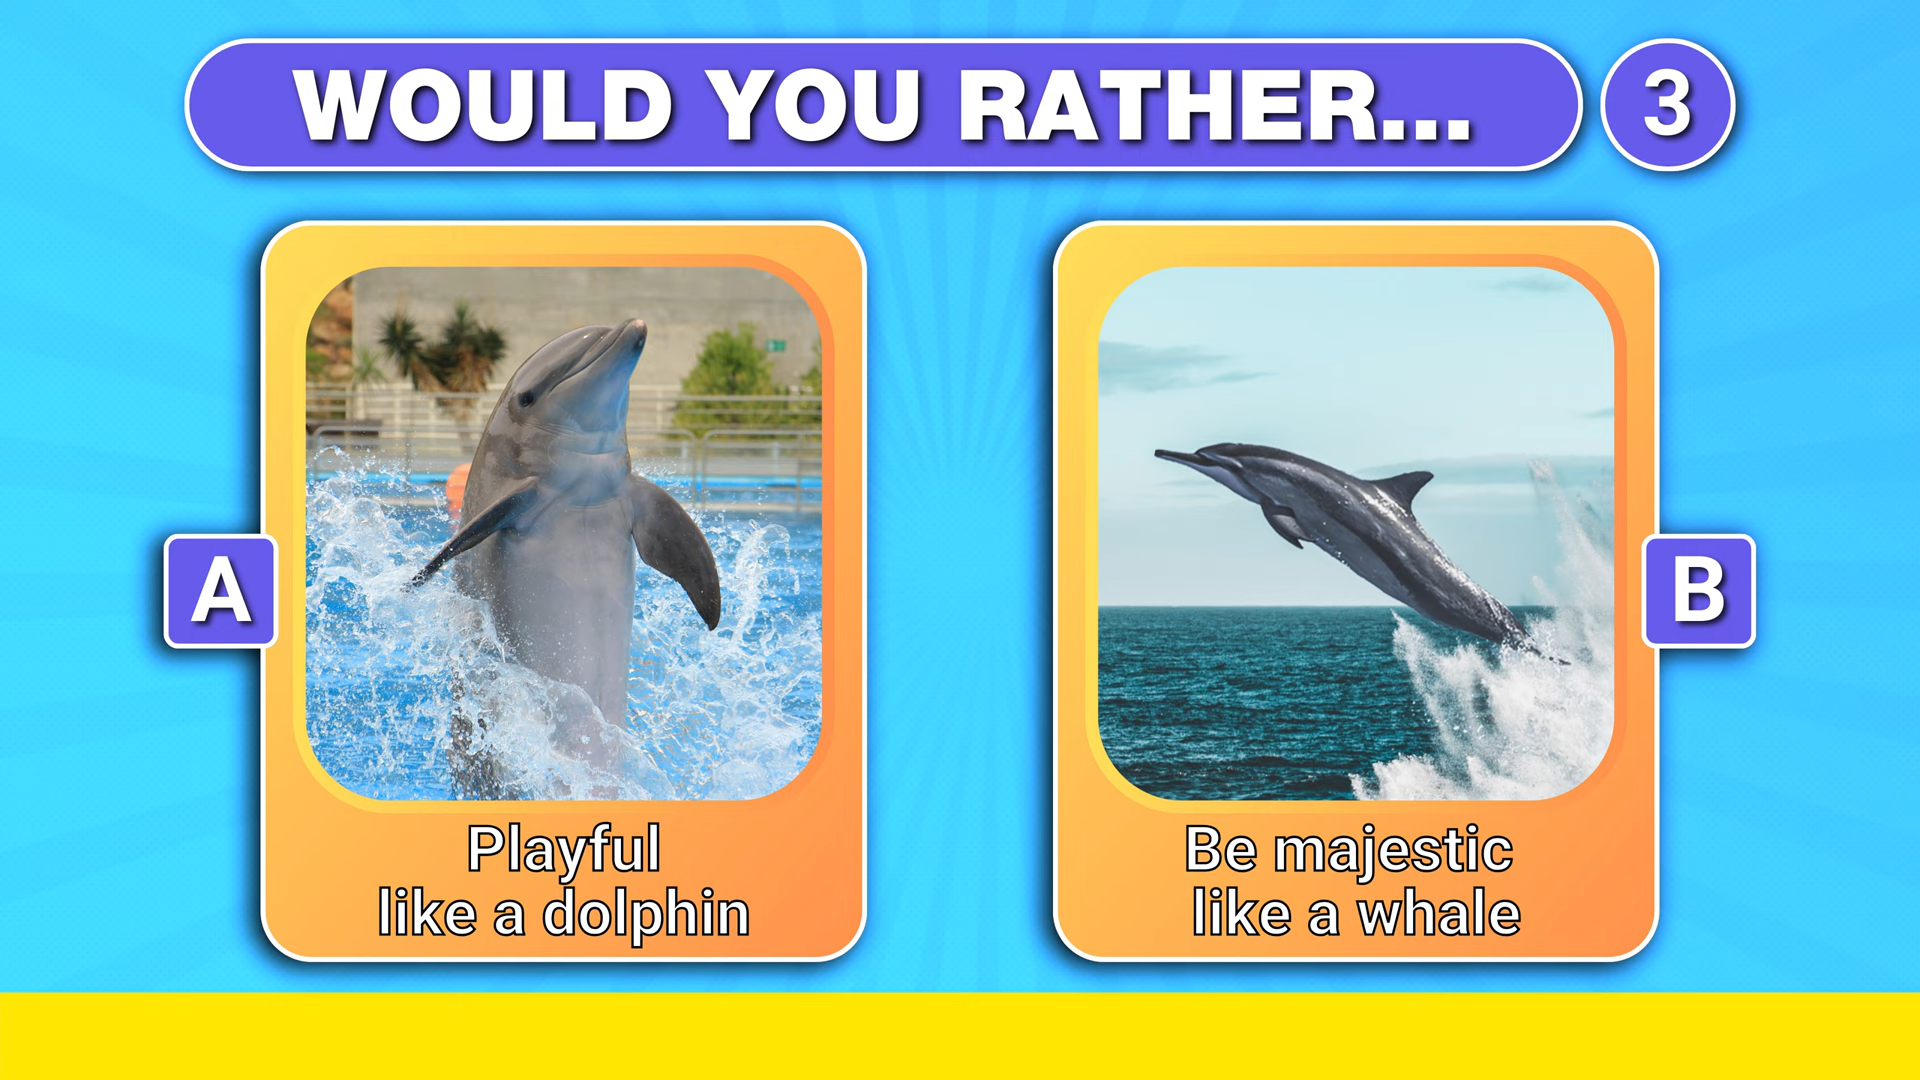 WOULD YOU RATHER...
3
A
Playful
like a dolphin
B
Be majestic
like a whale